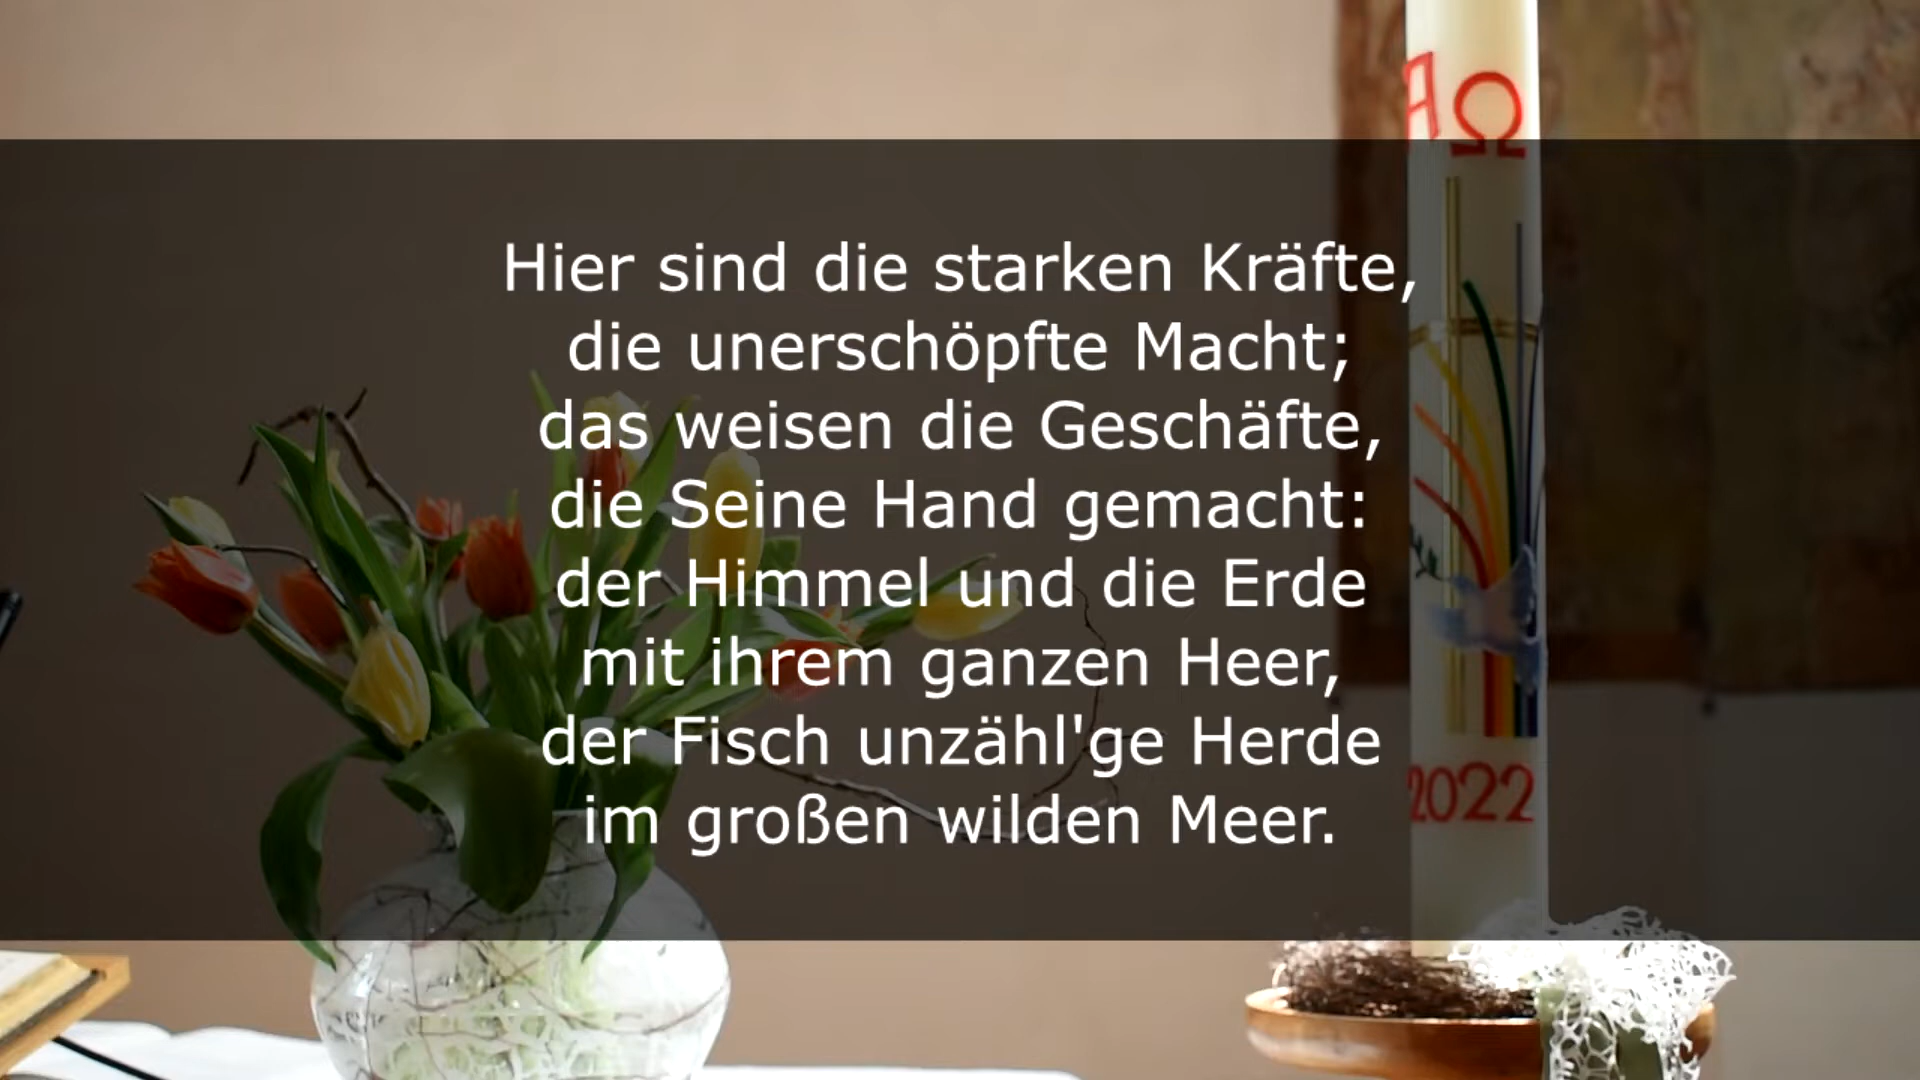 ΑΩ
Hier sind die starken Kräfte,
die unerschöpfte Macht;
das weisen die Geschäfte,
die Seine Hand gemacht:
der Himmel und die Erde
mit ihrem ganzen Heer,
der Fisch unzähl'ge Herde
im großen wilden Meer.
2022